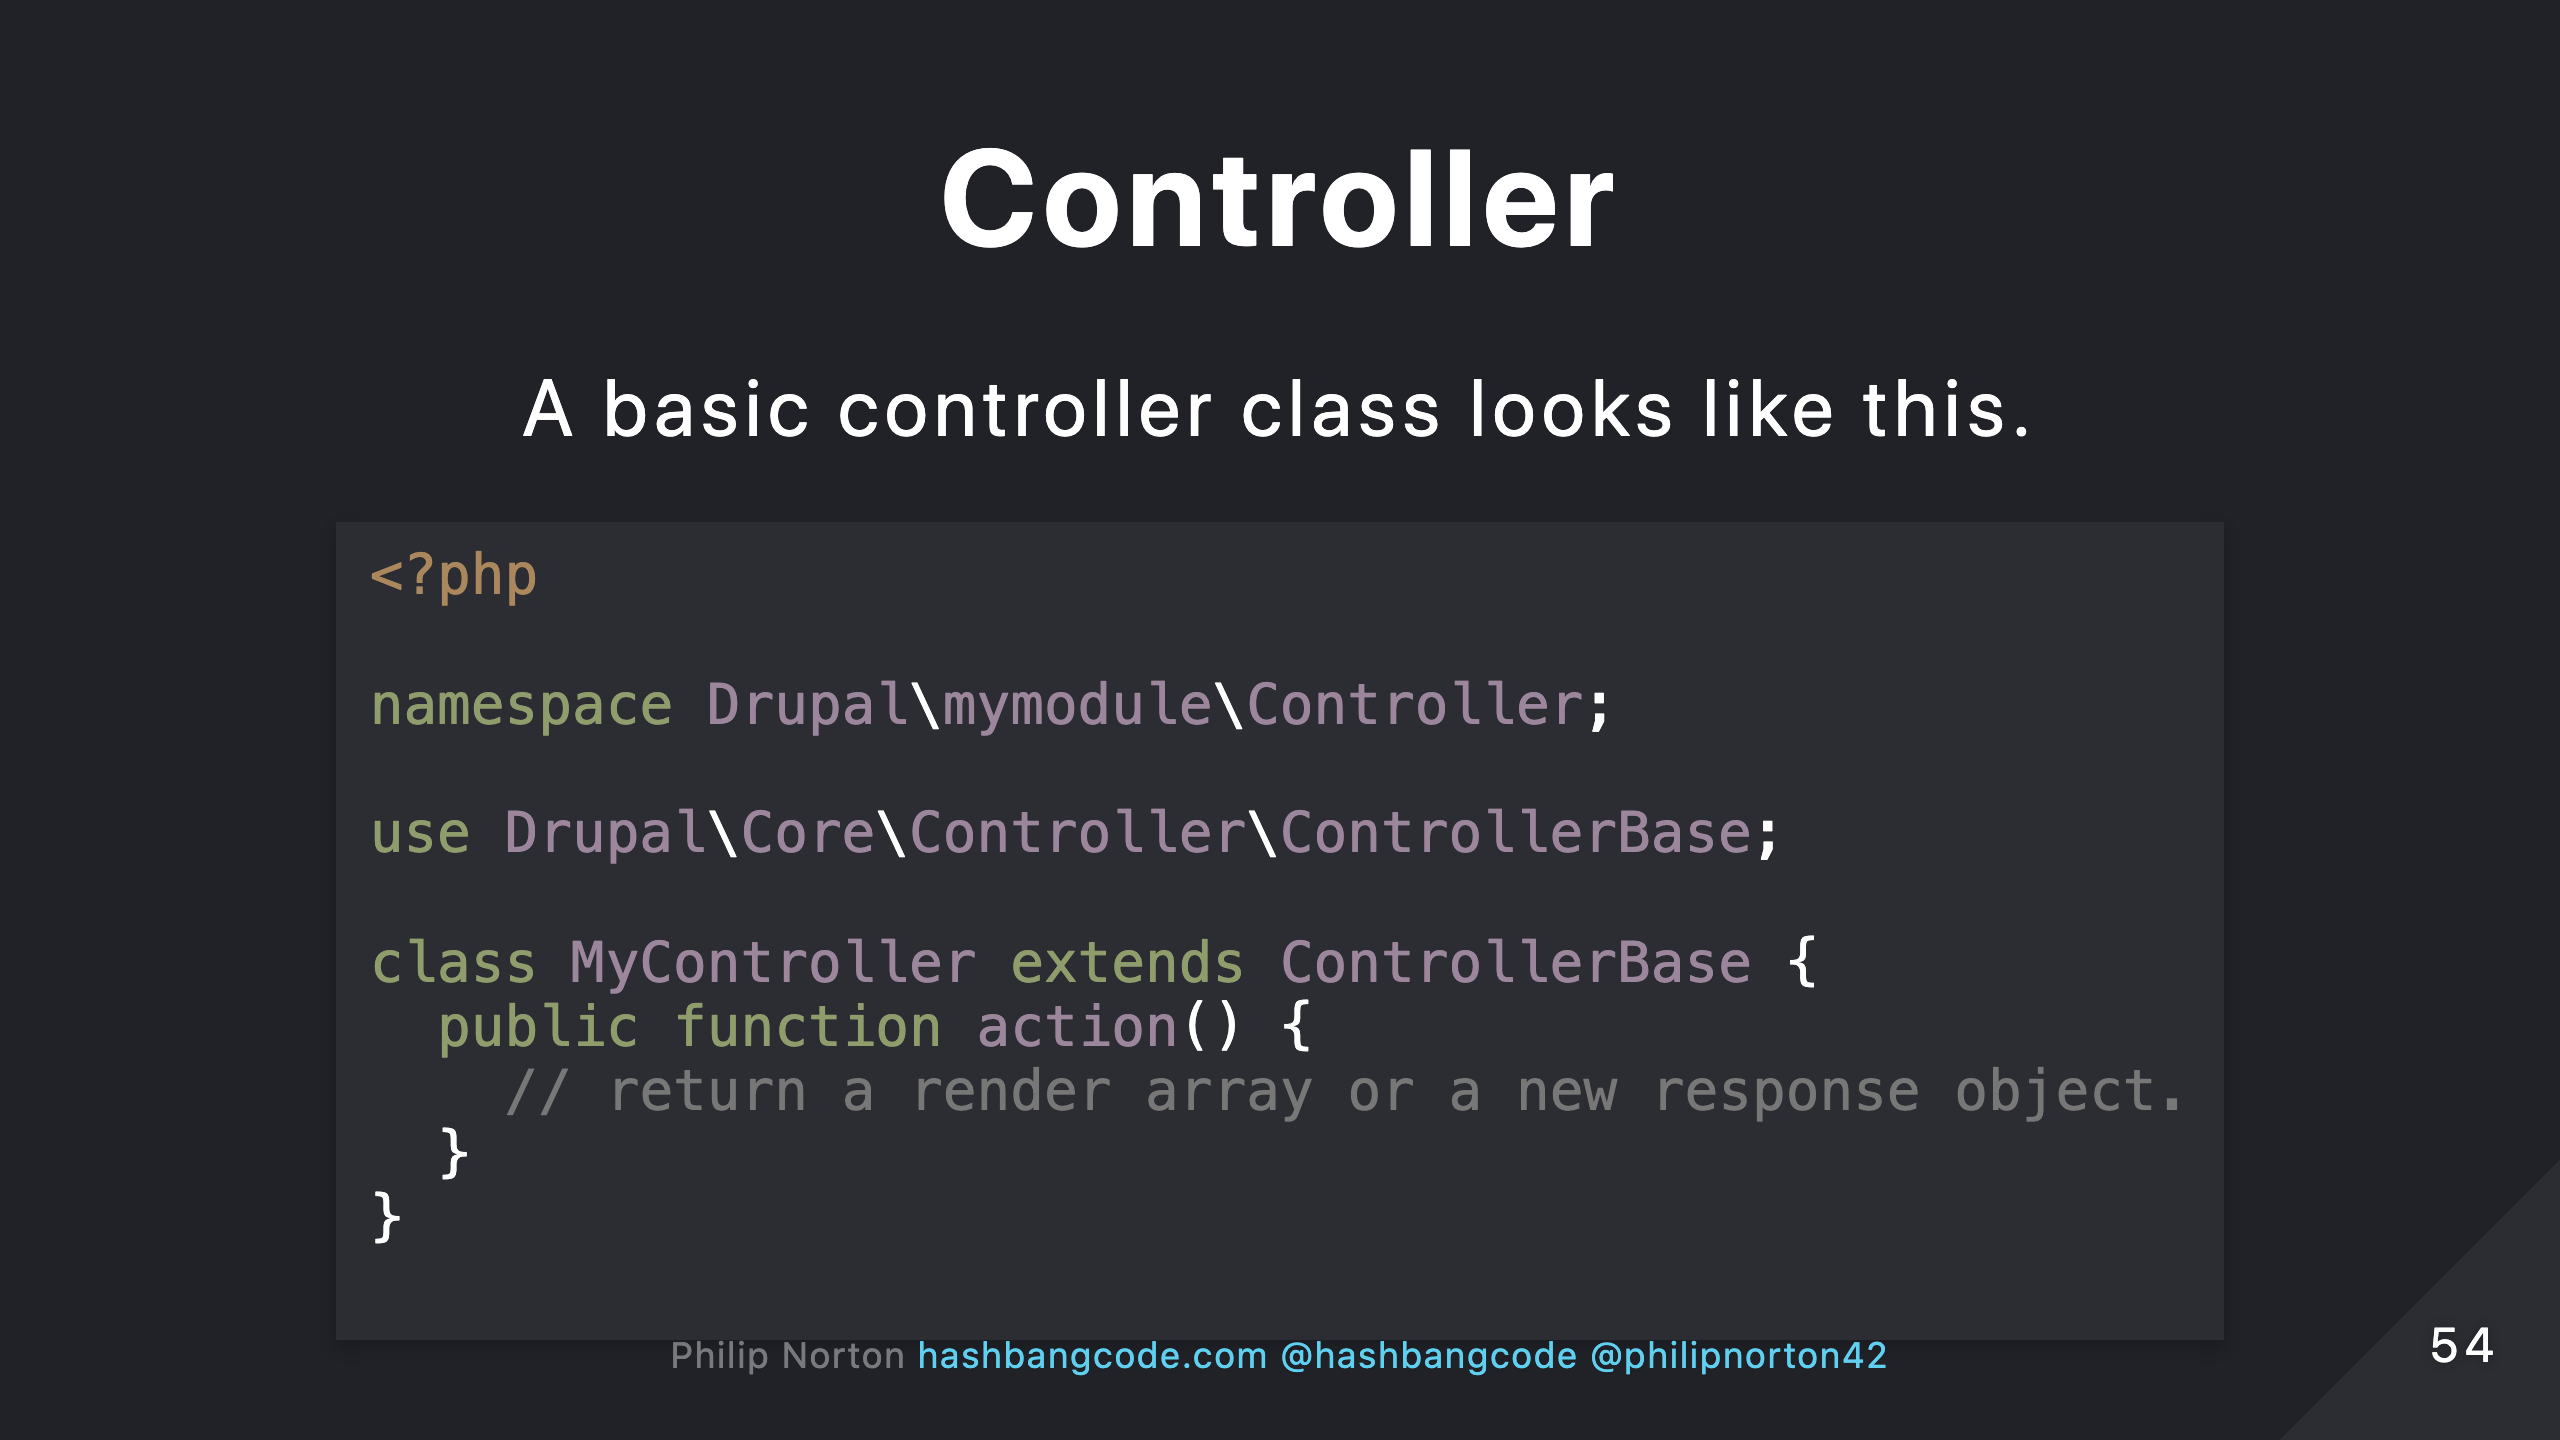 Controller
A basic controller class looks like this.
<?php
namespace Drupal\mymodule\Controller;
use Drupal\Core\Controller\ControllerBase;
class MyController extends ControllerBase {
  public function action() {
    // return a render array or a new response object.
  }
}
Philip Norton hashbangcode.com @hashbangcode @philipnorton42
54